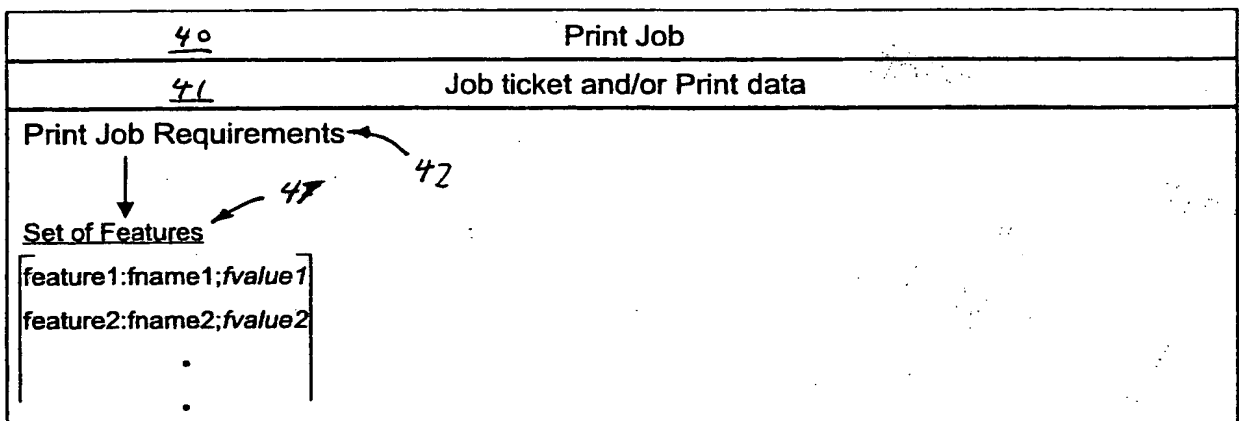 40 Print Job
41 Job ticket and/or Print data
Print Job Requirements
42
Set of Features
feature1:fname1;fvalue1
feature2:fname2;fvalue2